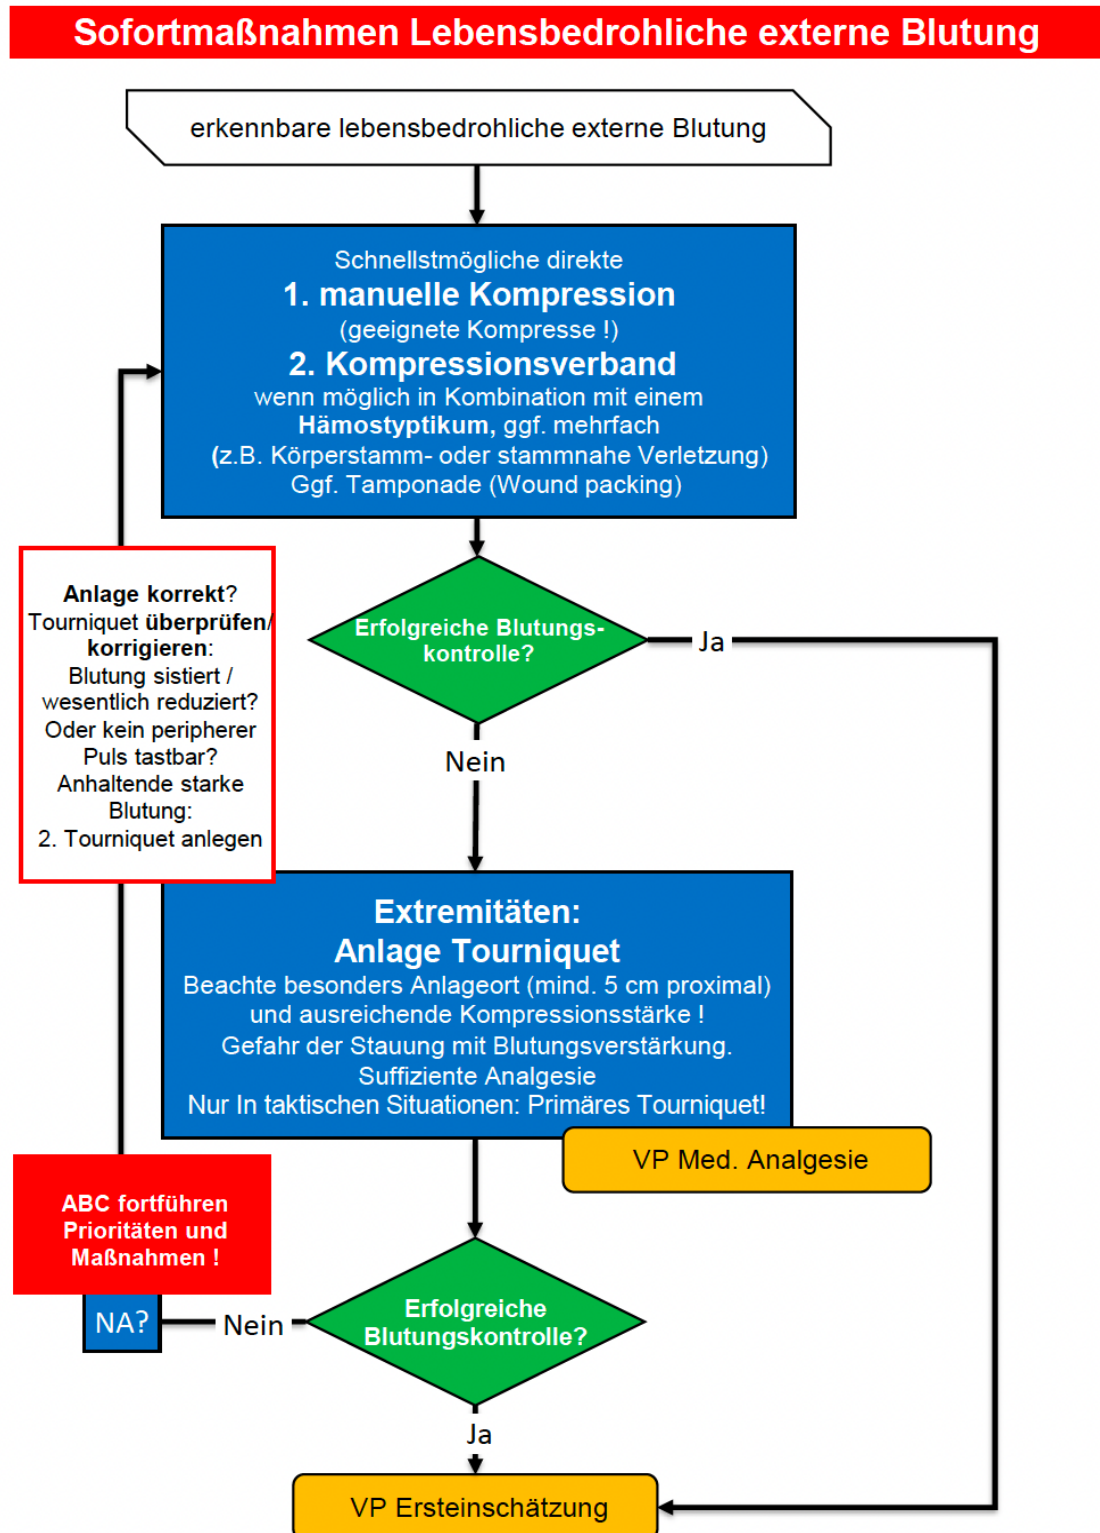 Sofortmaßnahmen Lebensbedrohliche externe Blutung
erkennbare lebensbedrohliche externe Blutung
Schnellstmögliche direkte
1. manuelle Kompression
(geeignete Kompresse !)
2. Kompressionsverband
wenn möglich in Kombination mit einem
Hämostyptikum, ggf. mehrfach
(z.B. Körperstamm- oder stammnahe Verletzung)
Ggf. Tamponade (Wound packing)
Erfolgreiche Blutungs-
kontrolle?
Ja
Nein
Anlage korrekt?
Tourniquet überprüfen/
korrigieren:
Blutung sistiert /
wesentlich reduziert?
Oder kein peripherer
Puls tastbar?
Anhaltende starke
Blutung:
2. Tourniquet anlegen
Extremitäten:
Anlage Tourniquet
Beachte besonders Anlageort (mind. 5 cm proximal)
und ausreichende Kompressionsstärke !
Gefahr der Stauung mit Blutungsverstärkung.
Suffiziente Analgesie
Nur In taktischen Situationen: Primäres Tourniquet!
VP Med. Analgesie
ABC fortführen
Prioritäten und
Maßnahmen !
NA?
Nein
Erfolgreiche
Blutungskontrolle?
Ja
VP Ersteinschätzung